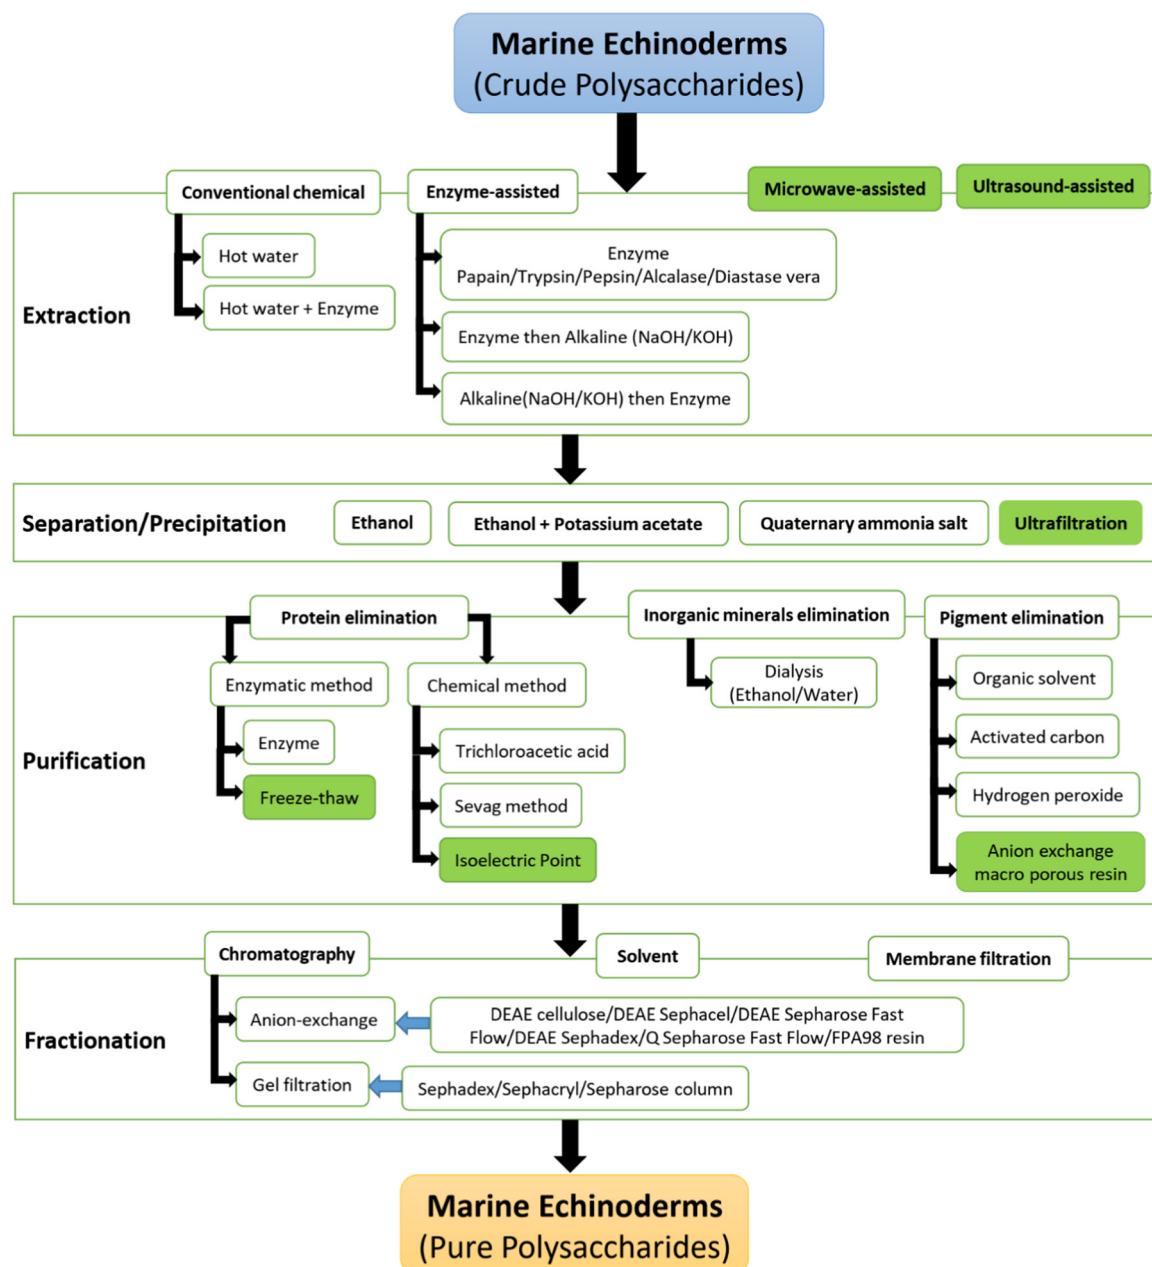 Marine Echinoderms
(Crude Polysaccharides)
Extraction
Conventional chemical
Hot water
Hot water + Enzyme
Enzyme-assisted
Enzyme
Papain/Trypsin/Pepsin/Alcalase/Diastase vera
Enzyme then Alkaline (NaOH/KOH)
Alkaline(NaOH/KOH) then Enzyme
Microwave-assisted
Ultrasound-assisted
Separation/Precipitation
Ethanol
Ethanol + Potassium acetate
Quaternary ammonia salt
Ultrafiltration
Purification
Protein elimination
Enzymatic method
Enzyme
Freeze-thaw
Chemical method
Trichloroacetic acid
Sevag method
Isoelectric Point
Inorganic minerals elimination
Dialysis
(Ethanol/Water)
Pigment elimination
Organic solvent
Activated carbon
Hydrogen peroxide
Anion exchange
macro porous resin
Fractionation
Chromatography
Anion-exchange
DEAE cellulose/DEAE Sephacel/DEAE Sepharose Fast
Flow/DEAE Sephadex/Q Sepharose Fast Flow/FPA98 resin
Gel filtration
Sephadex/Sephacryl/Sepharose column
Solvent
Membrane filtration
Marine Echinoderms
(Pure Polysaccharides)